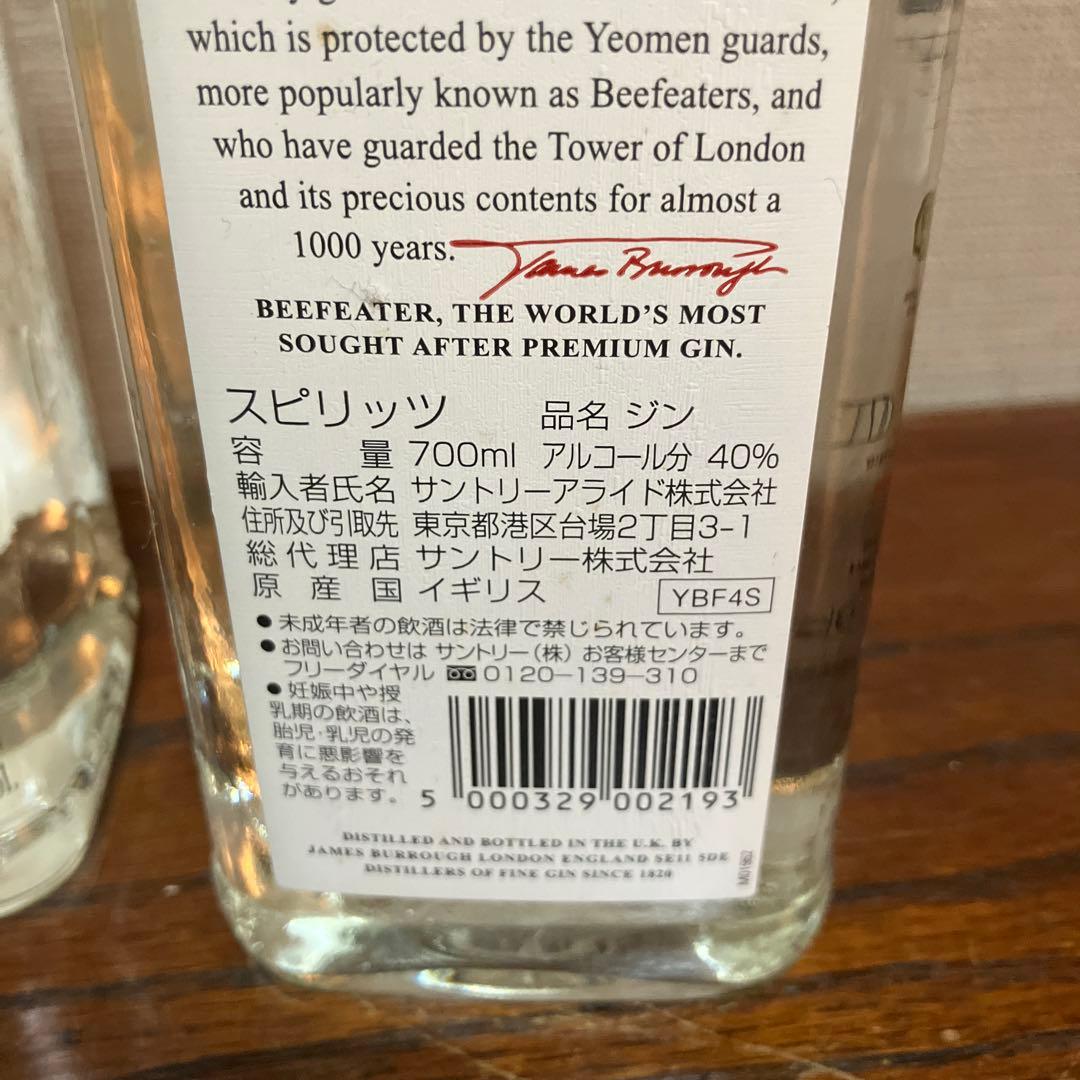 which is protected by the Yeomen guards,
more popularly known as Beefeaters, and
who have guarded the Tower of London
and its precious contents for almost a
1000 years.
James Burrough
BEEFEATER, THE WORLD'S MOST
SOUGHT AFTER PREMIUM GIN.
スピリッツ 品名 ジン
容量 700ml アルコール分 40%
輸入者氏名 サントリーアライド株式会社
住所及び引取先 東京都港区台場2丁目3-1
総代理店 サントリー株式会社
原産国 イギリス YBF4S
●未成年者の飲酒は法律で禁じられています。
●お問い合わせは サントリー(株) お客様センターまで
フリーダイヤル 0120-139-310
●妊娠中や授
乳期の飲酒は、
胎児・乳児の発
育に悪影響を
与えるおそれ
があります。
5 000329 002193
DISTILLED AND BOTTLED IN THE U.K. BY
JAMES BURROUGH LONDON ENGLAND SE11 5DE
DISTILLERS OF FINE GIN SINCE 1820